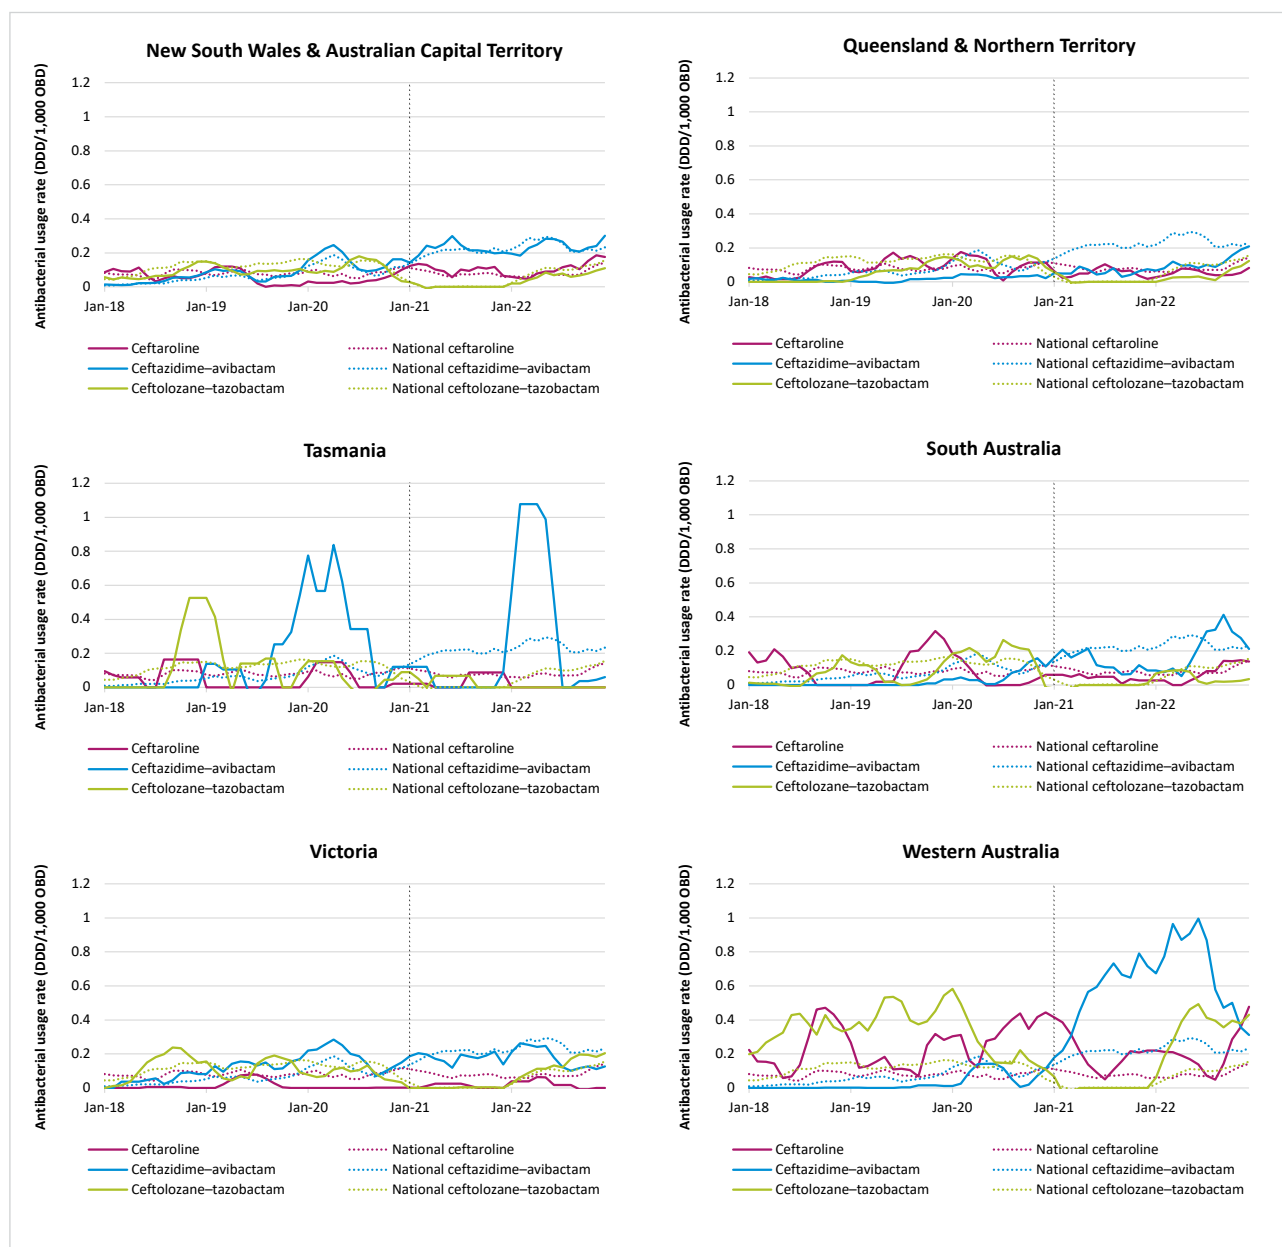 New South Wales & Australian Capital Territory
Antibacterial usage rate (DDD/1,000 OBD)
1.2
1
0.8
0.6
0.4
0.2
0
Jan-18 Jan-19 Jan-20 Jan-21 Jan-22
Ceftaroline National ceftaroline
Ceftazidime–avibactam National ceftazidime–avibactam
Ceftolozane–tazobactam National ceftolozane–tazobactam
Queensland & Northern Territory
Antibacterial usage rate (DDD/1,000 OBD)
1.2
1
0.8
0.6
0.4
0.2
0
Jan-18 Jan-19 Jan-20 Jan-21 Jan-22
Ceftaroline National ceftaroline
Ceftazidime–avibactam National ceftazidime–avibactam
Ceftolozane–tazobactam National ceftolozane–tazobactam
Tasmania
Antibacterial usage rate (DDD/1,000 OBD)
1.2
1
0.8
0.6
0.4
0.2
0
Jan-18 Jan-19 Jan-20 Jan-21 Jan-22
Ceftaroline National ceftaroline
Ceftazidime–avibactam National ceftazidime–avibactam
Ceftolozane–tazobactam National ceftolozane–tazobactam
South Australia
Antibacterial usage rate (DDD/1,000 OBD)
1.2
1
0.8
0.6
0.4
0.2
0
Jan-18 Jan-19 Jan-20 Jan-21 Jan-22
Ceftaroline National ceftaroline
Ceftazidime–avibactam National ceftazidime–avibactam
Ceftolozane–tazobactam National ceftolozane–tazobactam
Victoria
Antibacterial usage rate (DDD/1,000 OBD)
1.2
1
0.8
0.6
0.4
0.2
0
Jan-18 Jan-19 Jan-20 Jan-21 Jan-22
Ceftaroline National ceftaroline
Ceftazidime–avibactam National ceftazidime–avibactam
Ceftolozane–tazobactam National ceftolozane–tazobactam
Western Australia
Antibacterial usage rate (DDD/1,000 OBD)
1.2
1
0.8
0.6
0.4
0.2
0
Jan-18 Jan-19 Jan-20 Jan-21 Jan-22
Ceftaroline National ceftaroline
Ceftazidime–avibactam National ceftazidime–avibactam
Ceftolozane–tazobactam National ceftolozane–tazobactam